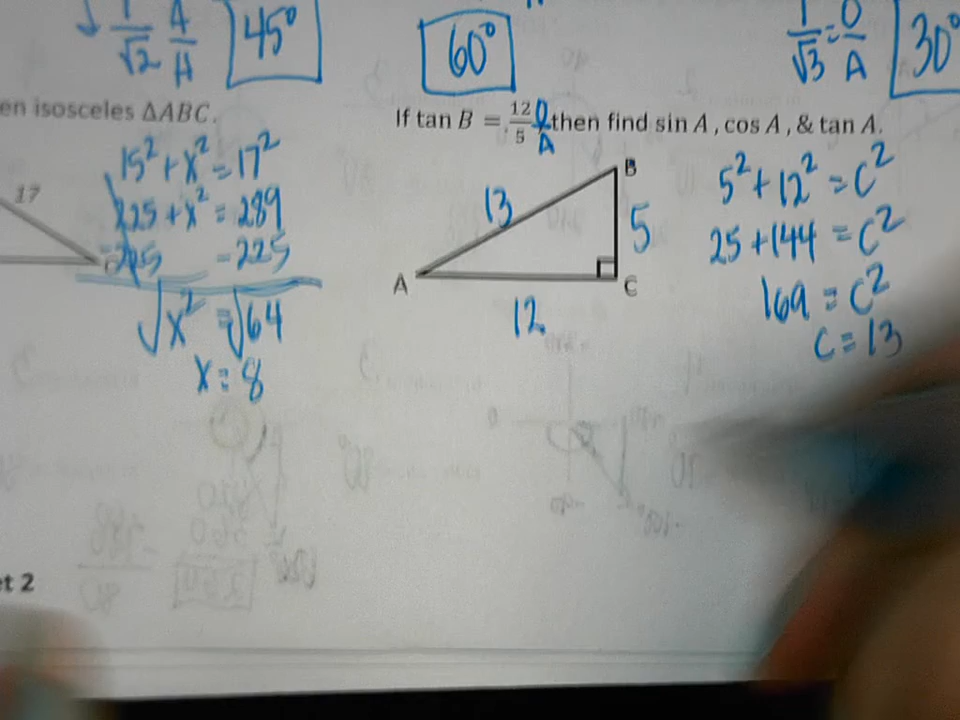 1 A 45° 60° 1 = O 30°
√2 H √3 A
en isosceles ΔABC.
15² + x² = 17²
17
225 + x² = 289
-225 -225
√x² = √64
x = 8
If tan B = 12/5 O/A then find sin A, cos A, & tan A.
B
13
5
A
C
12
5² + 12² = c²
25 + 144 = c²
169 = c²
c = 13
et 2